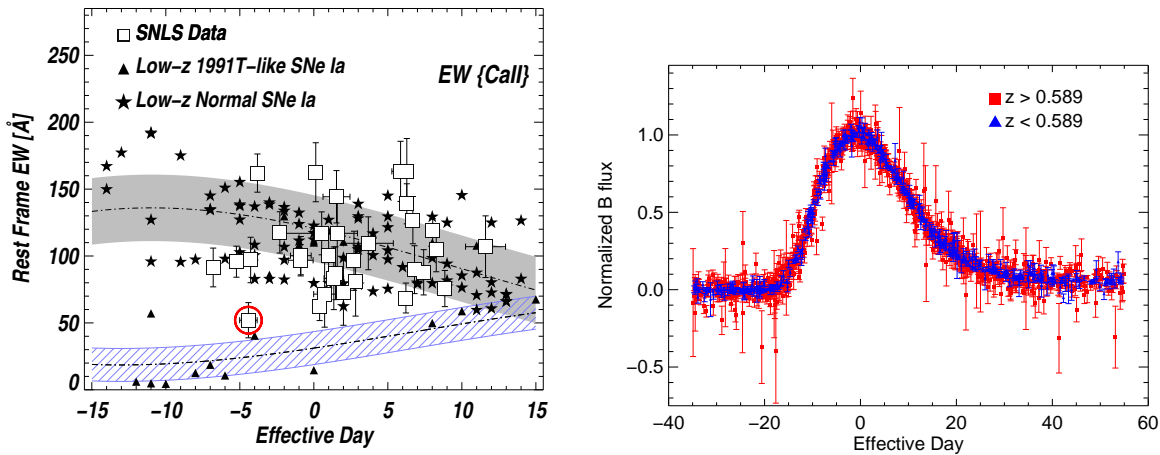 250
200
150
100
50
0
Rest Frame EW [Å]
SNLS Data
Low-z 1991T-like SNe Ia
Low-z Normal SNe Ia
EW {CaII}
−15 −10 −5 0 5 10 15
Effective Day
1.0
0.5
0.0
−0.5
Normalized B flux
z > 0.589
z < 0.589
−40 −20 0 20 40 60
Effective Day